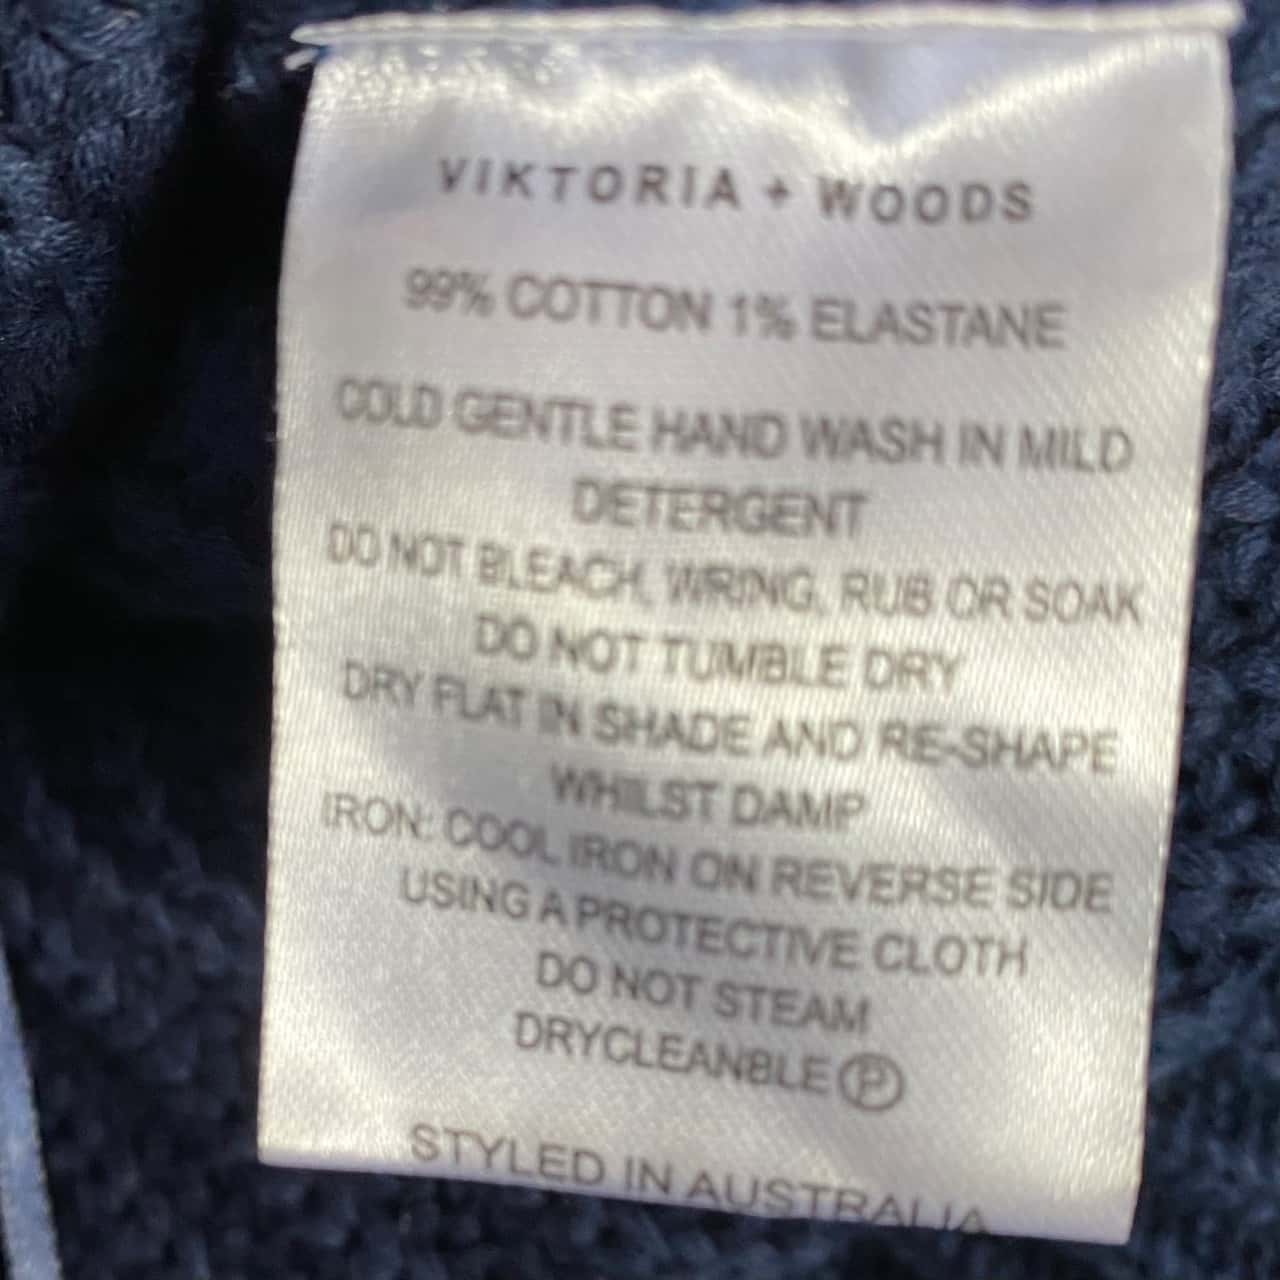 VIKTORIA + WOODS
99% COTTON 1% ELASTANE
COLD GENTLE HAND WASH IN MILD
DETERGENT
DO NOT BLEACH, WRING, RUB OR SOAK
DO NOT TUMBLE DRY
DRY FLAT IN SHADE AND RE-SHAPE
WHILST DAMP
IRON: COOL IRON ON REVERSE SIDE
USING A PROTECTIVE CLOTH
DO NOT STEAM
DRYCLEANBLE Ⓟ
STYLED IN AUSTRALIA